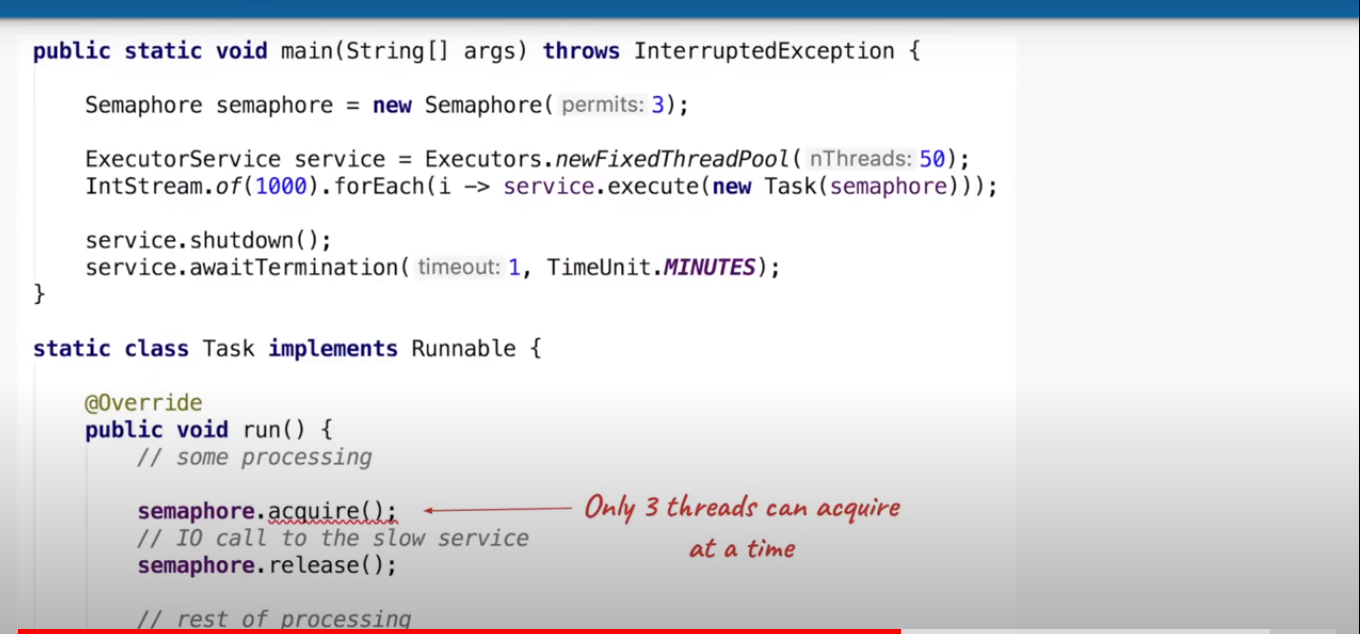 public static void main(String[] args) throws InterruptedException {
Semaphore semaphore = new Semaphore( permits: 3);
ExecutorService service = Executors.newFixedThreadPool( nThreads: 50);
IntStream.of(1000).forEach(i -> service.execute(new Task(semaphore)));
service.shutdown();
service.awaitTermination( timeout: 1, TimeUnit.MINUTES);
}
static class Task implements Runnable {
@Override
public void run() {
// some processing
semaphore.acquire(); Only 3 threads can acquire
// IO call to the slow service at a time
semaphore.release();
// rest of processing